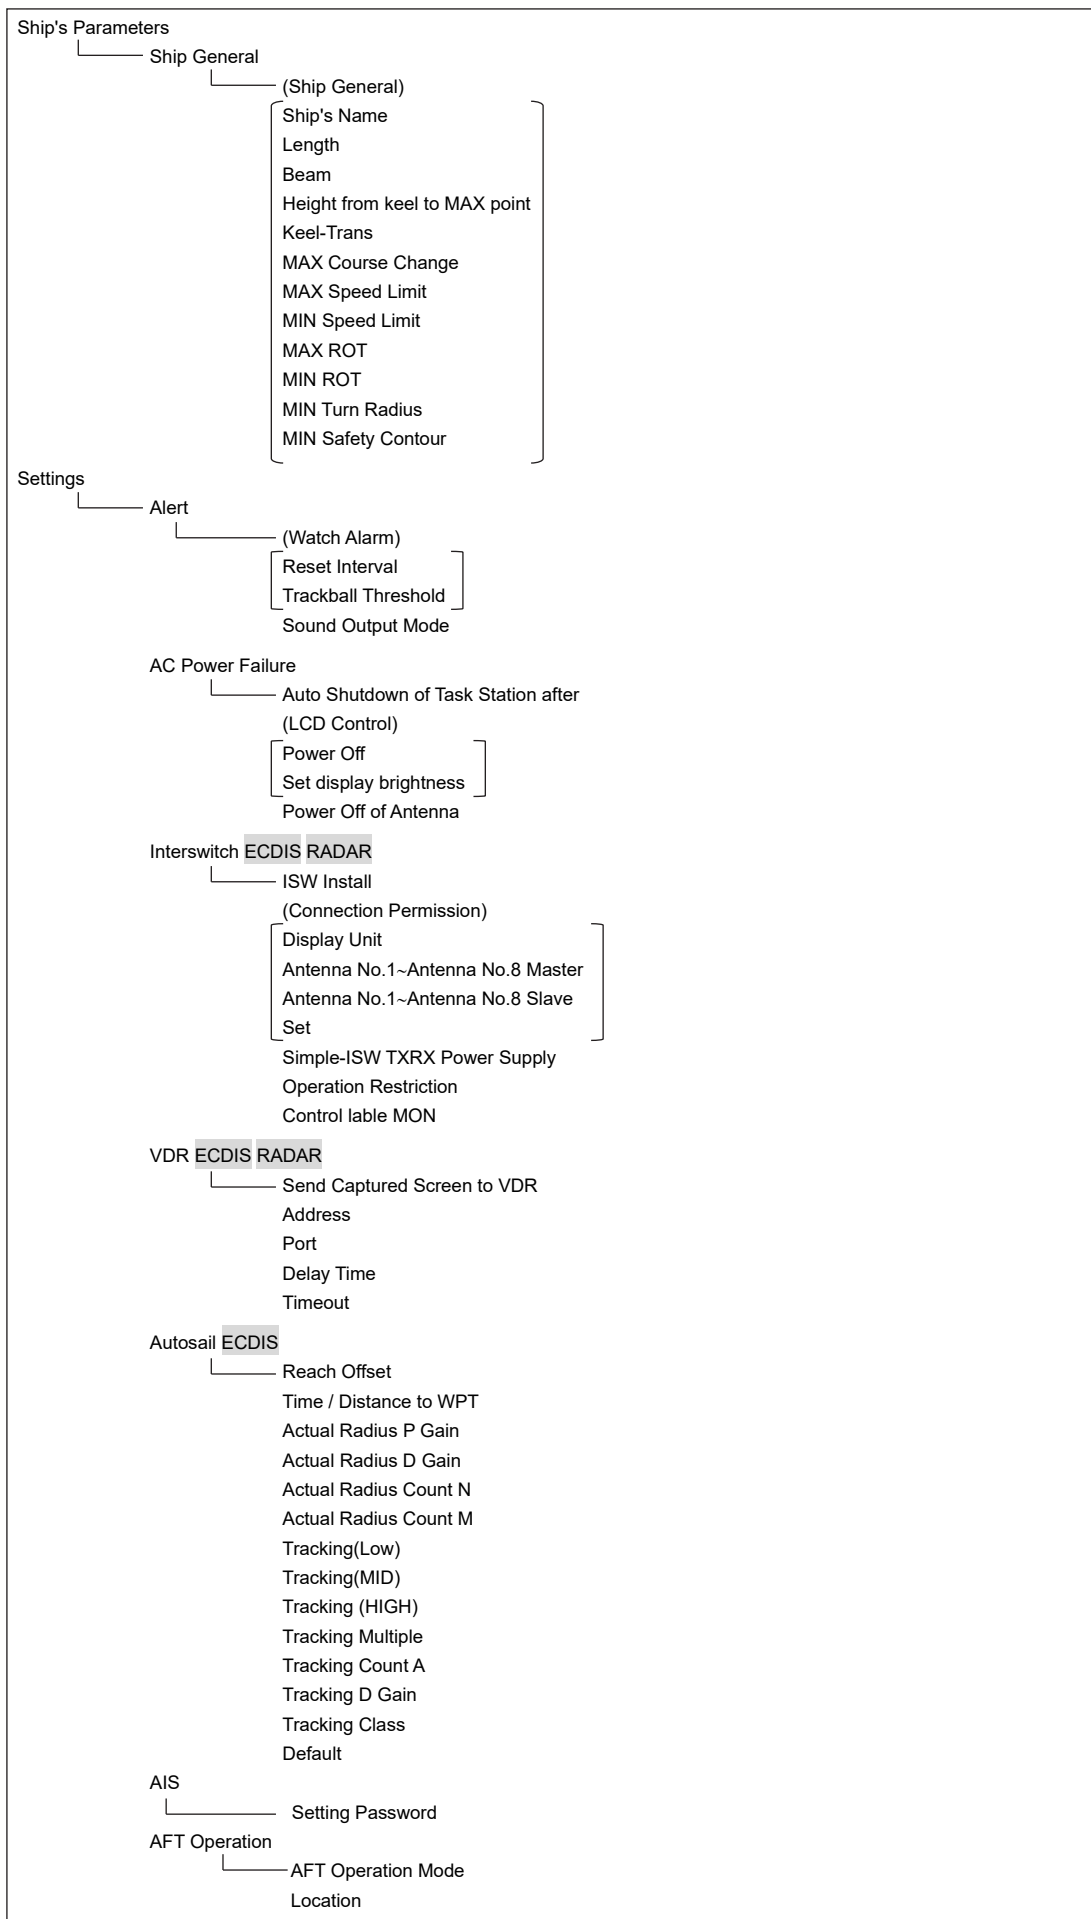 Ship's Parameters
Ship General
(Ship General)
Ship's Name
Length
Beam
Height from keel to MAX point
Keel-Trans
MAX Course Change
MAX Speed Limit
MIN Speed Limit
MAX ROT
MIN ROT
MIN Turn Radius
MIN Safety Contour
Settings
Alert
(Watch Alarm)
Reset Interval
Trackball Threshold
Sound Output Mode
AC Power Failure
Auto Shutdown of Task Station after
(LCD Control)
Power Off
Set display brightness
Power Off of Antenna
Interswitch ECDIS RADAR
ISW Install
(Connection Permission)
Display Unit
Antenna No.1~Antenna No.8 Master
Antenna No.1~Antenna No.8 Slave
Set
Simple-ISW TXRX Power Supply
Operation Restriction
Control lable MON
VDR ECDIS RADAR
Send Captured Screen to VDR
Address
Port
Delay Time
Timeout
Autosail ECDIS
Reach Offset
Time / Distance to WPT
Actual Radius P Gain
Actual Radius D Gain
Actual Radius Count N
Actual Radius Count M
Tracking(Low)
Tracking(MID)
Tracking (HIGH)
Tracking Multiple
Tracking Count A
Tracking D Gain
Tracking Class
Default
AIS
Setting Password
AFT Operation
AFT Operation Mode
Location